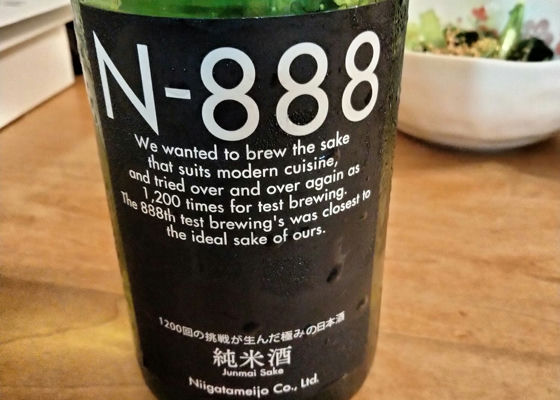 N-888
We wanted to brew the sake
that suits modern cuisine,
and tried over and over again as
1,200 times for test brewing.
The 888th test brewing's was closest to
the ideal sake of ours.
1200回の挑戦が生んだ極みの日本酒
純米酒
Junmai Sake
Niigatameijo Co., Ltd.